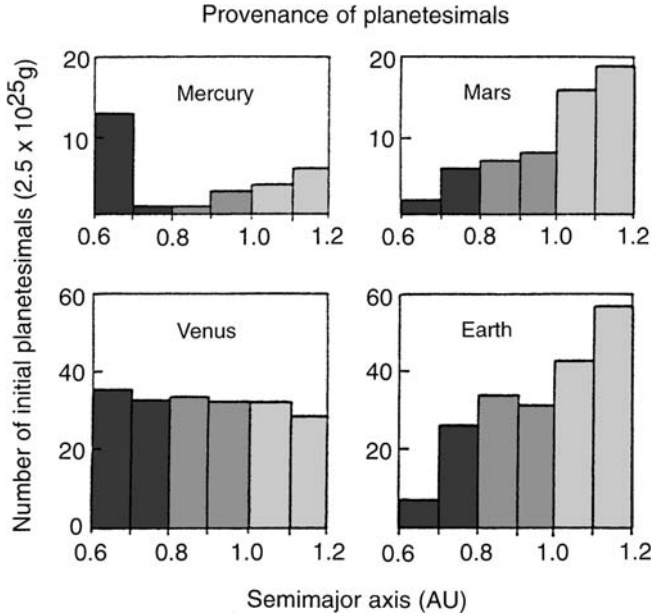 Provenance of planetesimals
Number of initial planetesimals (2.5 x 10²⁵g)
20
10
Mercury
0.6 0.8 1.0 1.2
20
10
Mars
0.6 0.8 1.0 1.2
60
40
20
0
Venus
0.6 0.8 1.0 1.2
60
40
20
Earth
0.6 0.8 1.0 1.2
Semimajor axis (AU)